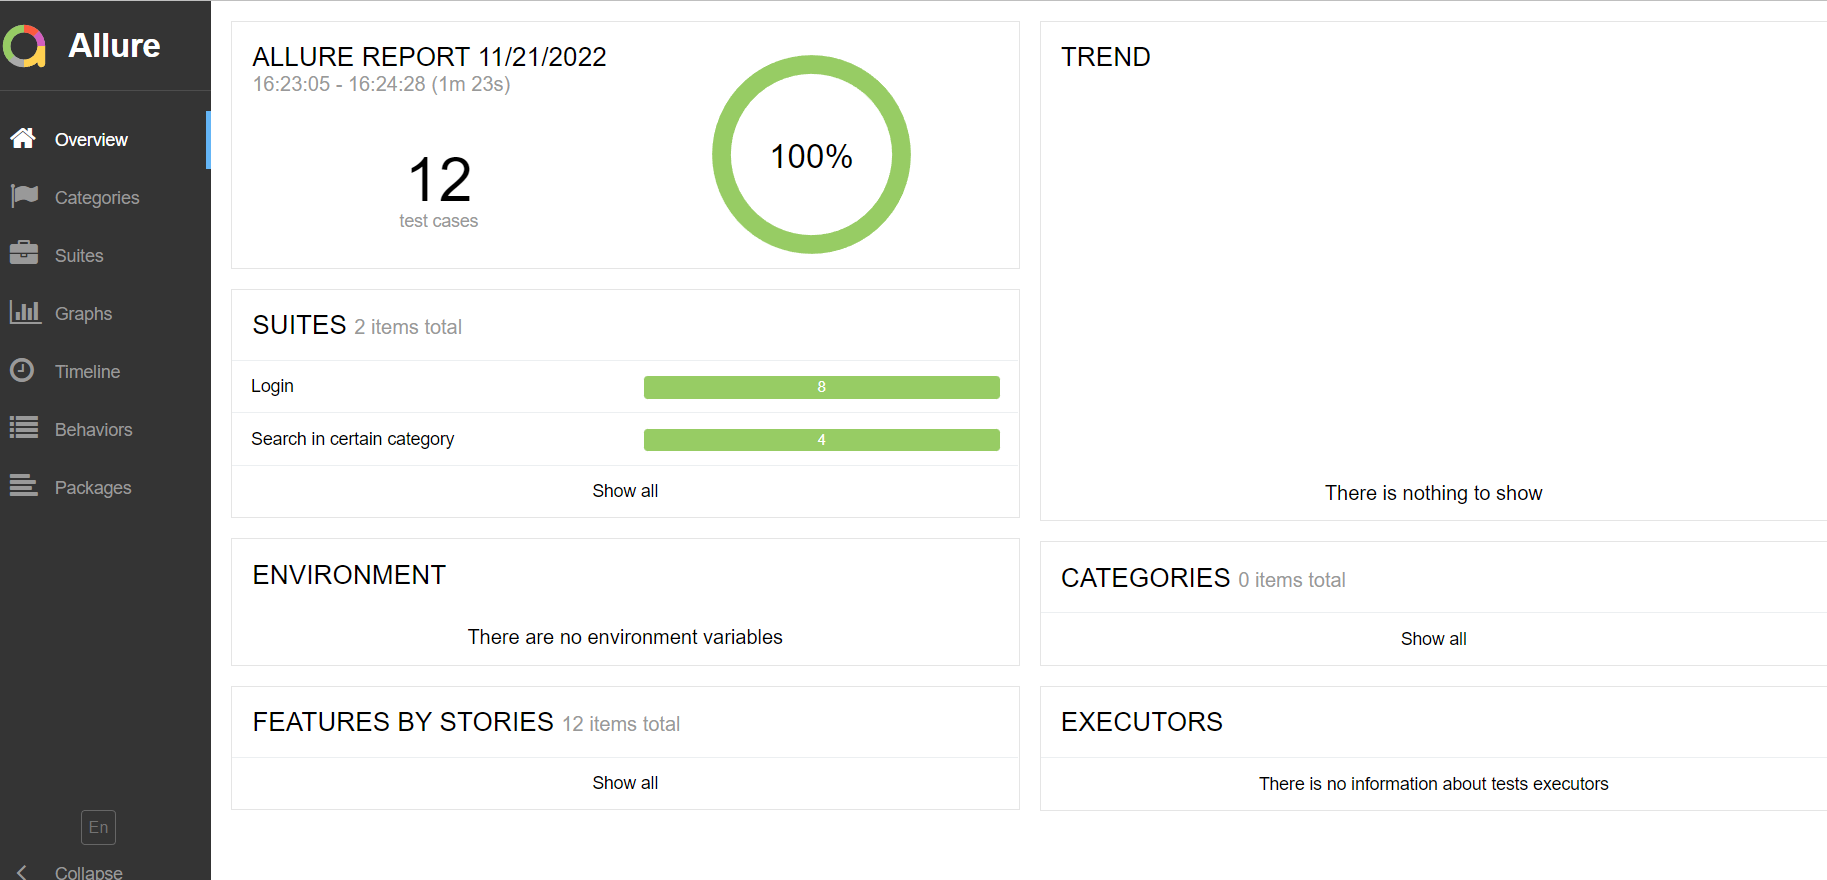 Allure
Overview
Categories
Suites
Graphs
Timeline
Behaviors
Packages
En
Collapse
ALLURE REPORT 11/21/2022
16:23:05 - 16:24:28 (1m 23s)
12
test cases
100%
SUITES 2 items total
Login 8
Search in certain category 4
Show all
ENVIRONMENT
There are no environment variables
FEATURES BY STORIES 12 items total
Show all
TREND
There is nothing to show
CATEGORIES 0 items total
Show all
EXECUTORS
There is no information about tests executors